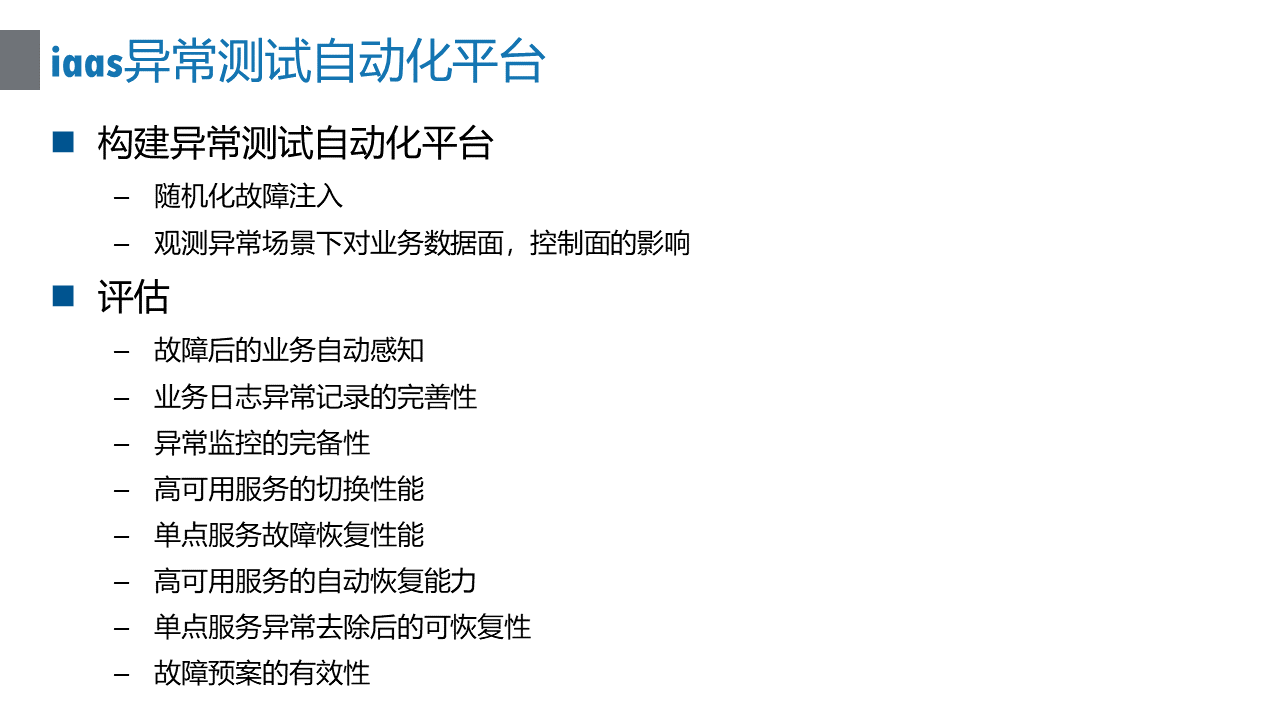 iaas异常测试自动化平台
■ 构建异常测试自动化平台
– 随机化故障注入
– 观测异常场景下对业务数据面，控制面的影响
■ 评估
– 故障后的业务自动感知
– 业务日志异常记录的完善性
– 异常监控的完备性
– 高可用服务的切换性能
– 单点服务故障恢复性能
– 高可用服务的自动恢复能力
– 单点服务异常去除后的可恢复性
– 故障预案的有效性